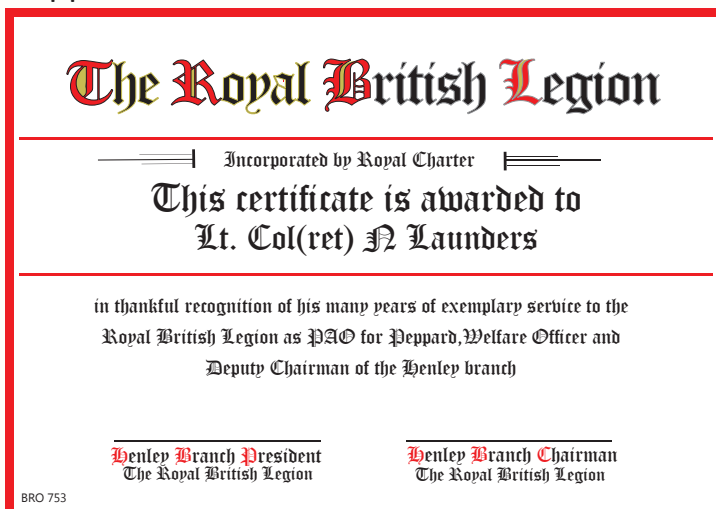 The Royal British Legion
Incorporated by Royal Charter
This certificate is awarded to
Lt. Col(ret) N Launders
in thankful recognition of his many years of exemplary service to the
Royal British Legion as PAO for Peppard,Welfare Officer and
Deputy Chairman of the Henley branch
Henley Branch President
The Royal British Legion
Henley Branch Chairman
The Royal British Legion
BRO 753